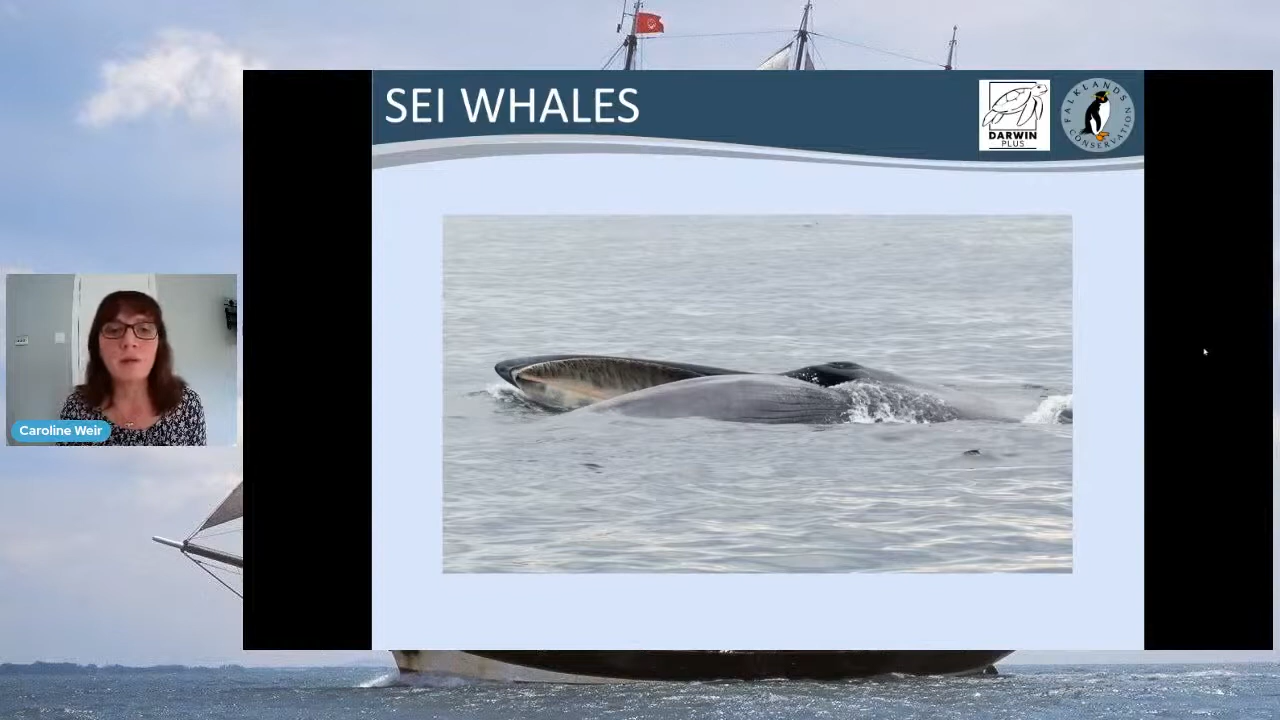 SEI WHALES
DARWIN
PLUS
FALKLANDS CONSERVATION
Caroline Weir